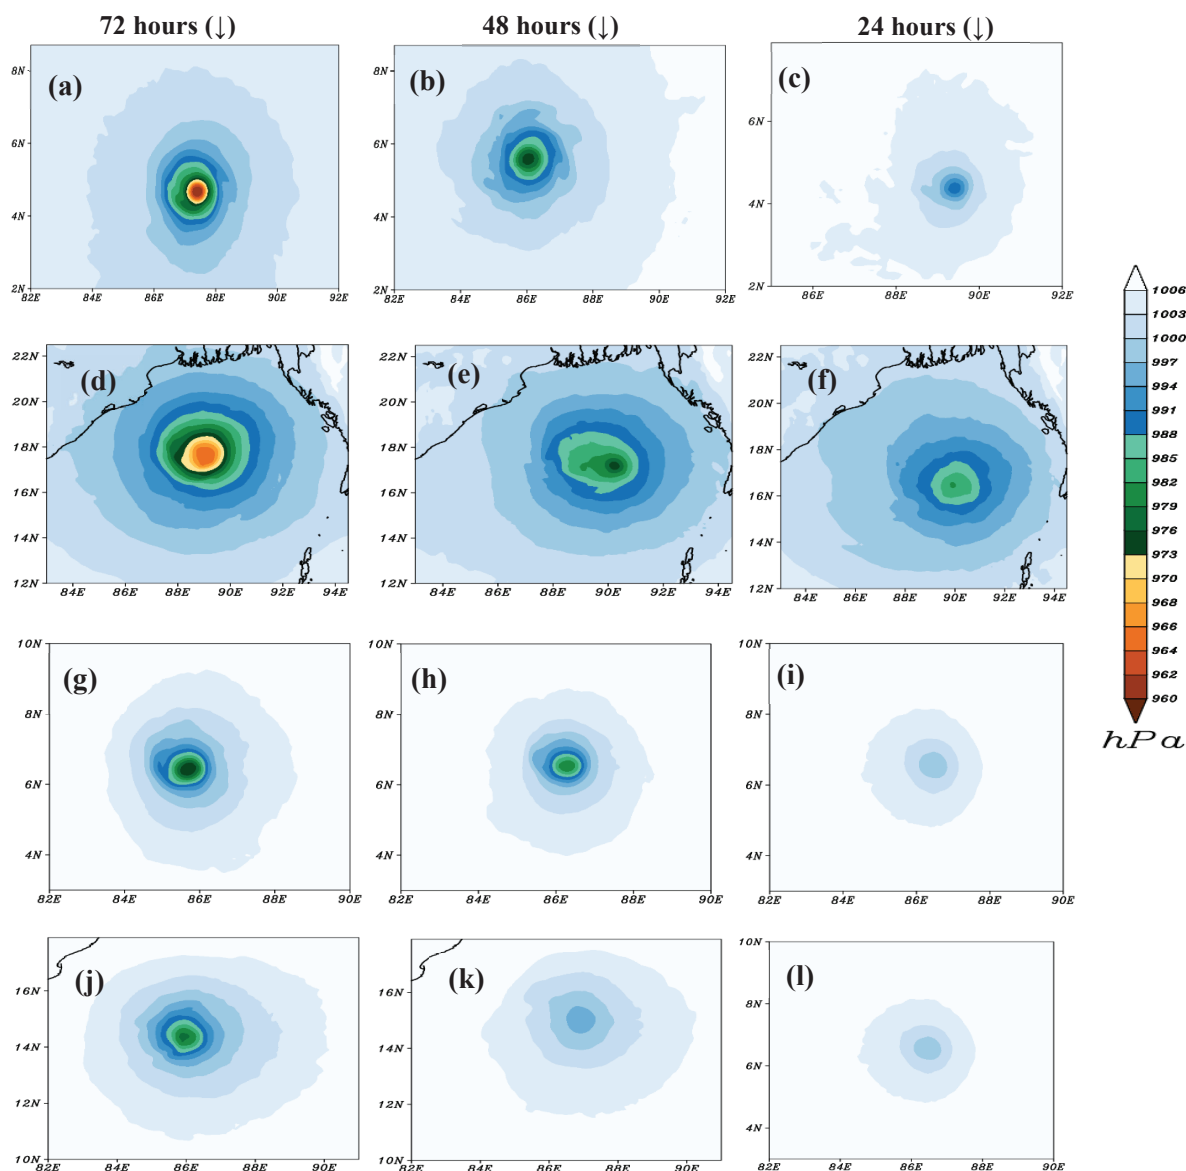 72 hours (↓) 48 hours (↓) 24 hours (↓)
(a) (b) (c)
8N 8N
6N 6N 6N
4N 4N 4N
2N 2N 2N
82E 84E 86E 88E 90E 92E 82E 84E 86E 88E 90E 92E 86E 88E 90E 92E
(d) (e) (f)
22N 22N 22N
20N 20N 20N
18N 18N 18N
16N 16N 16N
14N 14N 14N
12N 12N 12N
84E 86E 88E 90E 92E 94E 84E 86E 88E 90E 92E 94E 84E 86E 88E 90E 92E 94E
1006
1003
1000
997
994
991
988
985
982
979
976
973
970
968
966
964
962
960
hPa
(g) (h) (i)
10N 10N 10N
8N 8N 8N
6N 6N 6N
4N 4N 4N
82E 84E 86E 88E 90E 82E 84E 86E 88E 90E 82E 84E 86E 88E 90E
(j) (k) (l)
10N
16N 16N 8N
14N 14N 6N
12N 12N 4N
10N 10N
82E 84E 86E 88E 90E 82E 84E 86E 88E 90E 82E 84E 86E 88E 90E